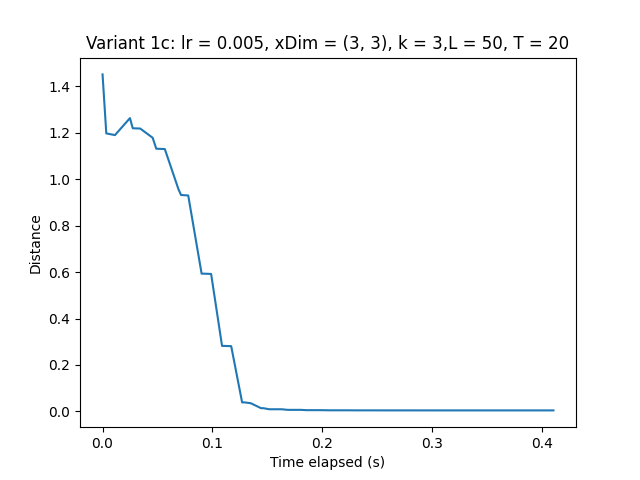 Variant 1c: lr = 0.005, xDim = (3, 3), k = 3,L = 50, T = 20
1.4
1.2
1.0
0.8
0.6
0.4
0.2
0.0
Distance
0.0 0.1 0.2 0.3 0.4
Time elapsed (s)